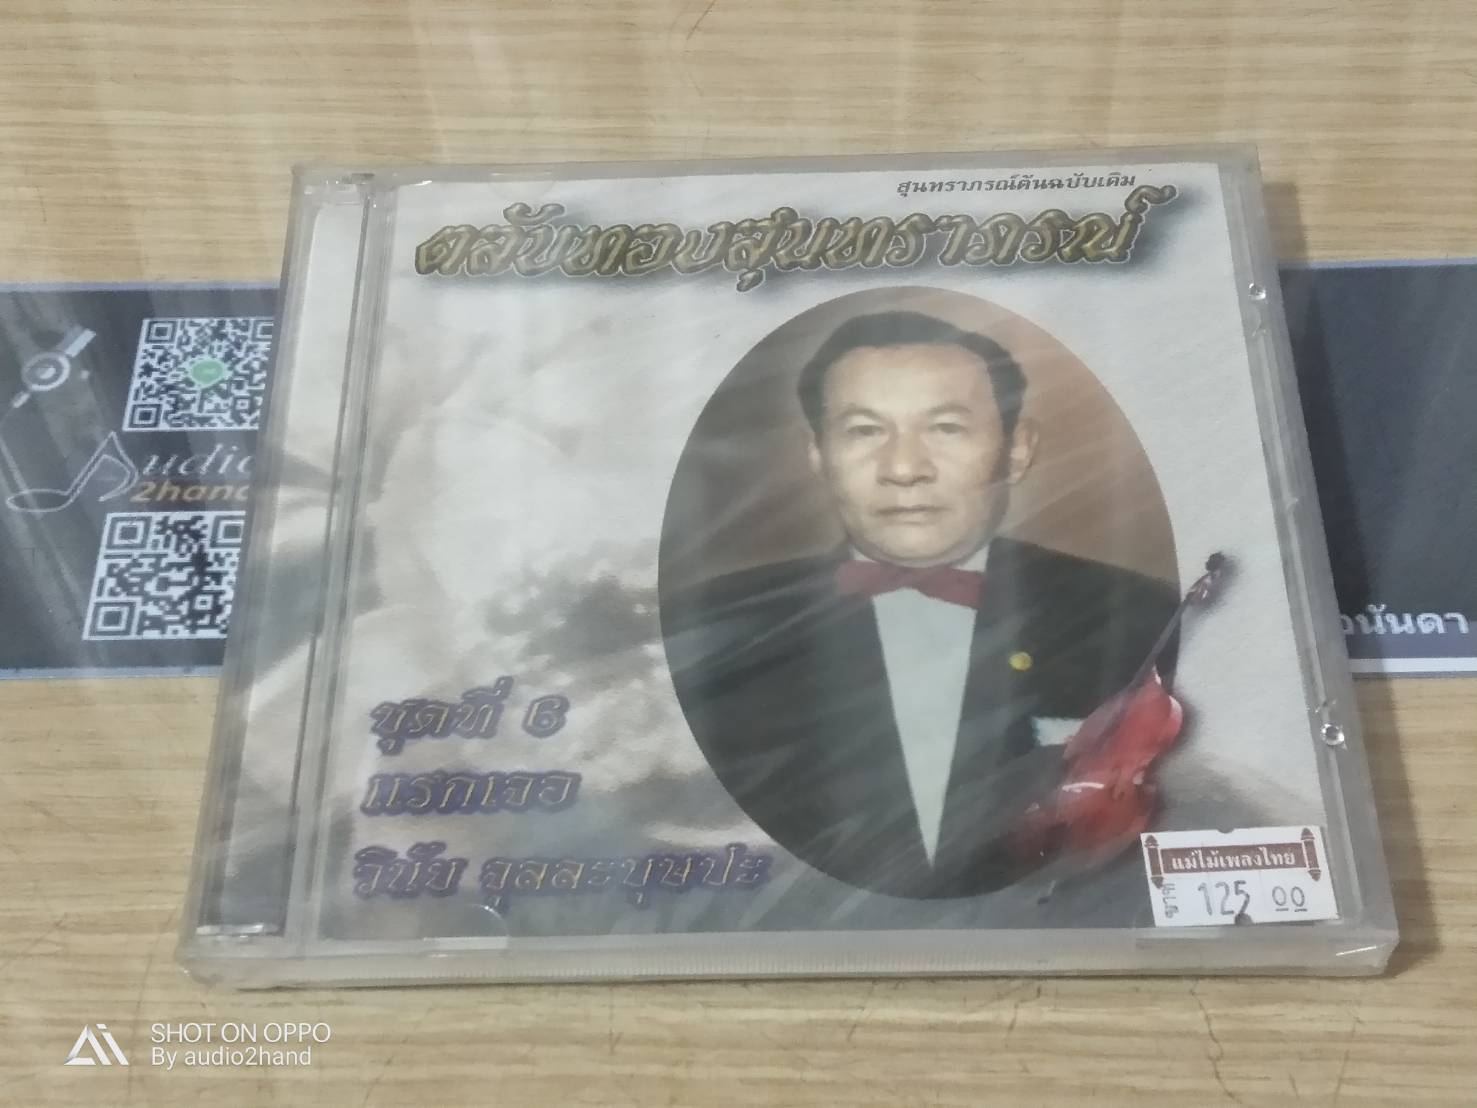 สุนทราภรณ์ต้นฉบับเดิม
ตลับทองสุนทราภรณ์
udio
2hand
อนันดา
ชุดที่ 6
แรกเจอ
วินัย จุลละบุษปะ
แม่ไม้เพลงไทย
ราคา 125 00
SHOT ON OPPO
By audio2hand